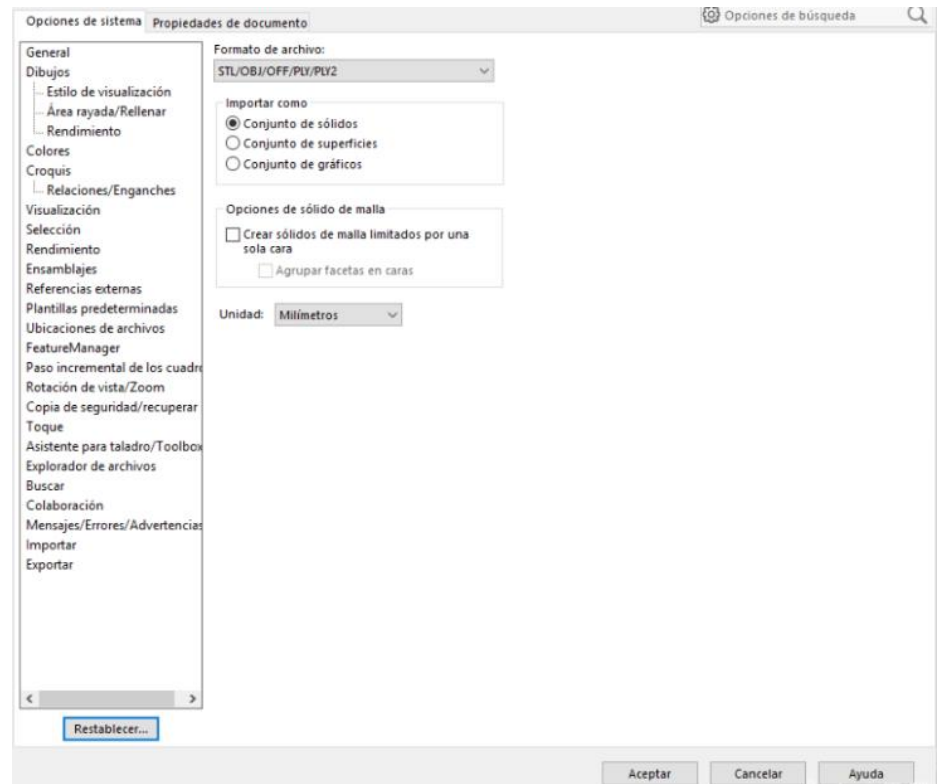 Opciones de sistema
Propiedades de documento
Opciones de búsqueda
General
Dibujos
Estilo de visualización
Área rayada/Rellenar
Rendimiento
Colores
Croquis
Relaciones/Enganches
Visualización
Selección
Rendimiento
Ensamblajes
Referencias externas
Plantillas predeterminadas
Ubicaciones de archivos
FeatureManager
Paso incremental de los cuadro
Rotación de vista/Zoom
Copia de seguridad/recuperar
Toque
Asistente para taladro/Toolbox
Explorador de archivos
Buscar
Colaboración
Mensajes/Errores/Advertencias
Importar
Exportar
Restablecer...
Formato de archivo:
STL/OBJ/OFF/PLY/PLY2
Importar como
Conjunto de sólidos
Conjunto de superficies
Conjunto de gráficos
Opciones de sólido de malla
Crear sólidos de malla limitados por una
sola cara
Agrupar facetas en caras
Unidad: Milímetros
Aceptar
Cancelar
Ayuda